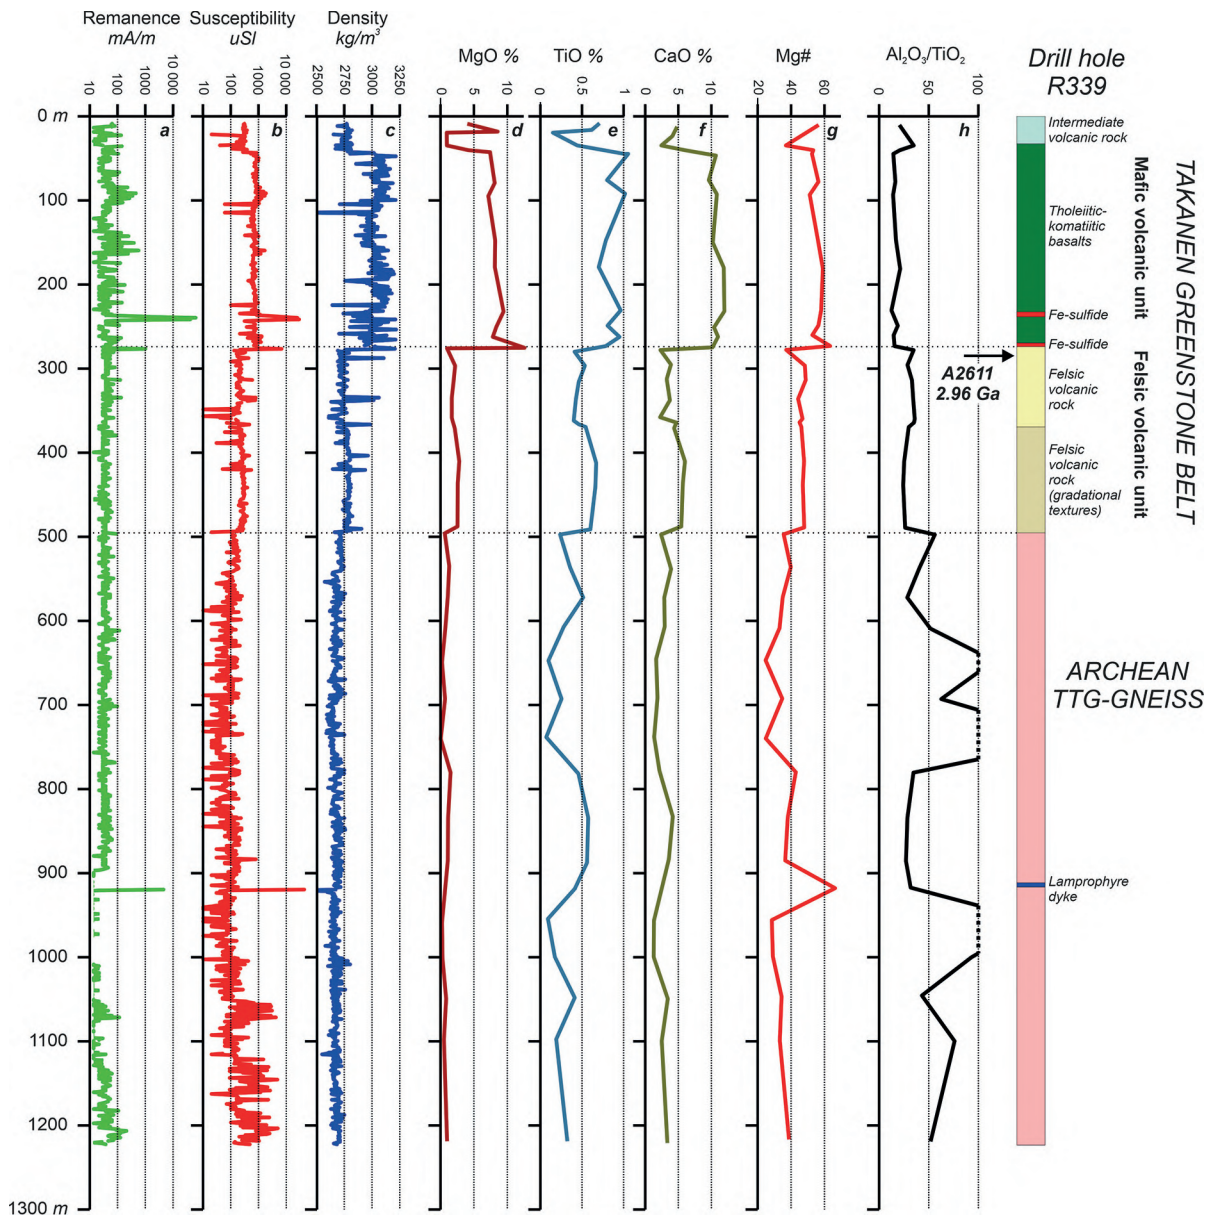 Remanence
mA/m
Susceptibility
uSI
Density
kg/m³
MgO %
TiO %
CaO %
Mg#
Al₂O₃/TiO₂
Drill hole
R339
10
100
1000
10 000
10
100
1000
10 000
2500
2750
3000
3250
0
5
10
0
0.5
1
0
5
10
20
40
60
0
50
100
a
b
c
d
e
f
g
h
0 m
100
200
300
400
500
600
700
800
900
1000
1100
1200
1300 m
Intermediate
volcanic rock
Tholeiitic-
komatiitic
basalts
Fe-sulfide
Fe-sulfide
A2611
2.96 Ga
Felsic
volcanic
rock
Felsic
volcanic
rock
(gradational
textures)
Mafic volcanic unit
Felsic volcanic unit
TAKANEN GREENSTONE BELT
ARCHEAN
TTG-GNEISS
Lamprophyre
dyke